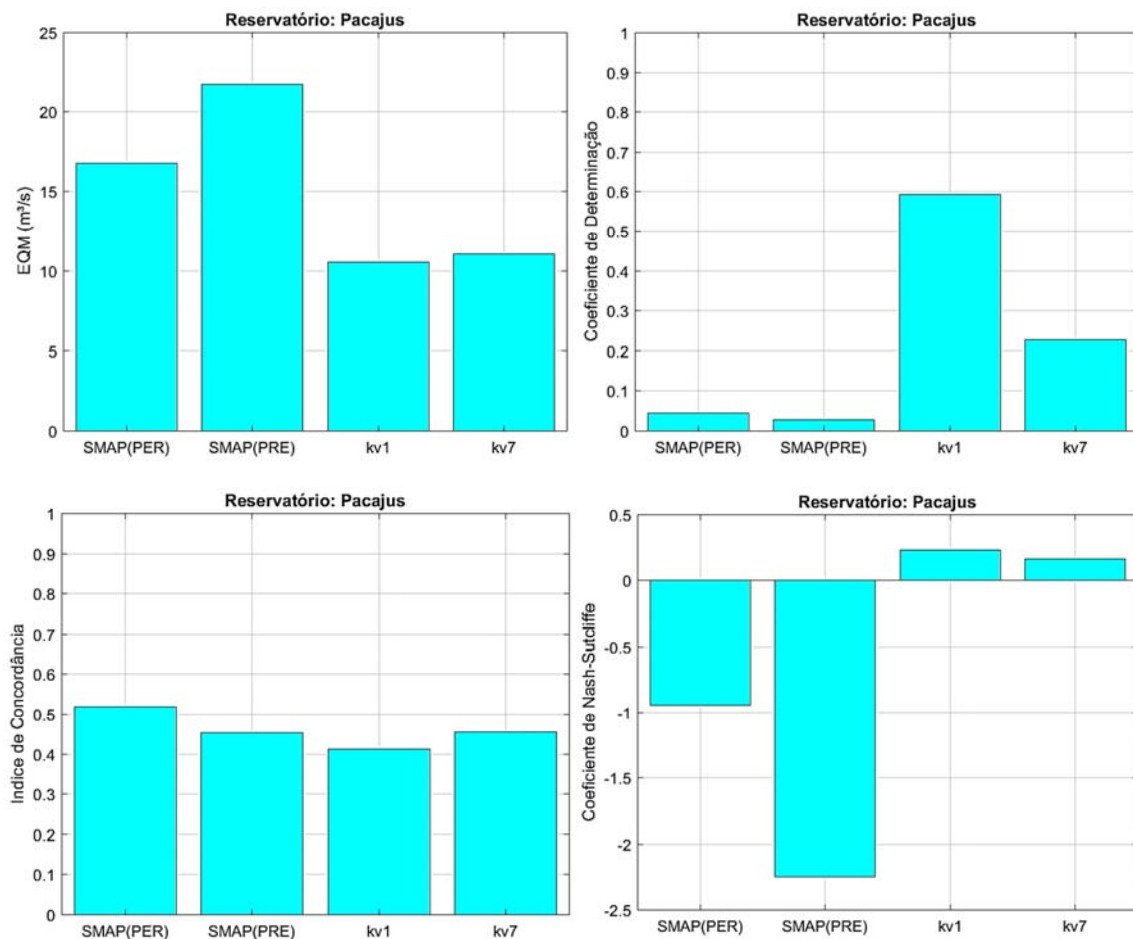 Reservatório: Pacajus
EQM (m³/s)
25
20
15
10
5
0
SMAP(PER) SMAP(PRE) kv1 kv7
Reservatório: Pacajus
Coeficiente de Determinação
1
0.9
0.8
0.7
0.6
0.5
0.4
0.3
0.2
0.1
0
SMAP(PER) SMAP(PRE) kv1 kv7
Reservatório: Pacajus
Indice de Concordância
1
0.9
0.8
0.7
0.6
0.5
0.4
0.3
0.2
0.1
0
SMAP(PER) SMAP(PRE) kv1 kv7
Reservatório: Pacajus
Coeficiente de Nash-Sutcliffe
0.5
0
-0.5
-1
-1.5
-2
-2.5
SMAP(PER) SMAP(PRE) kv1 kv7